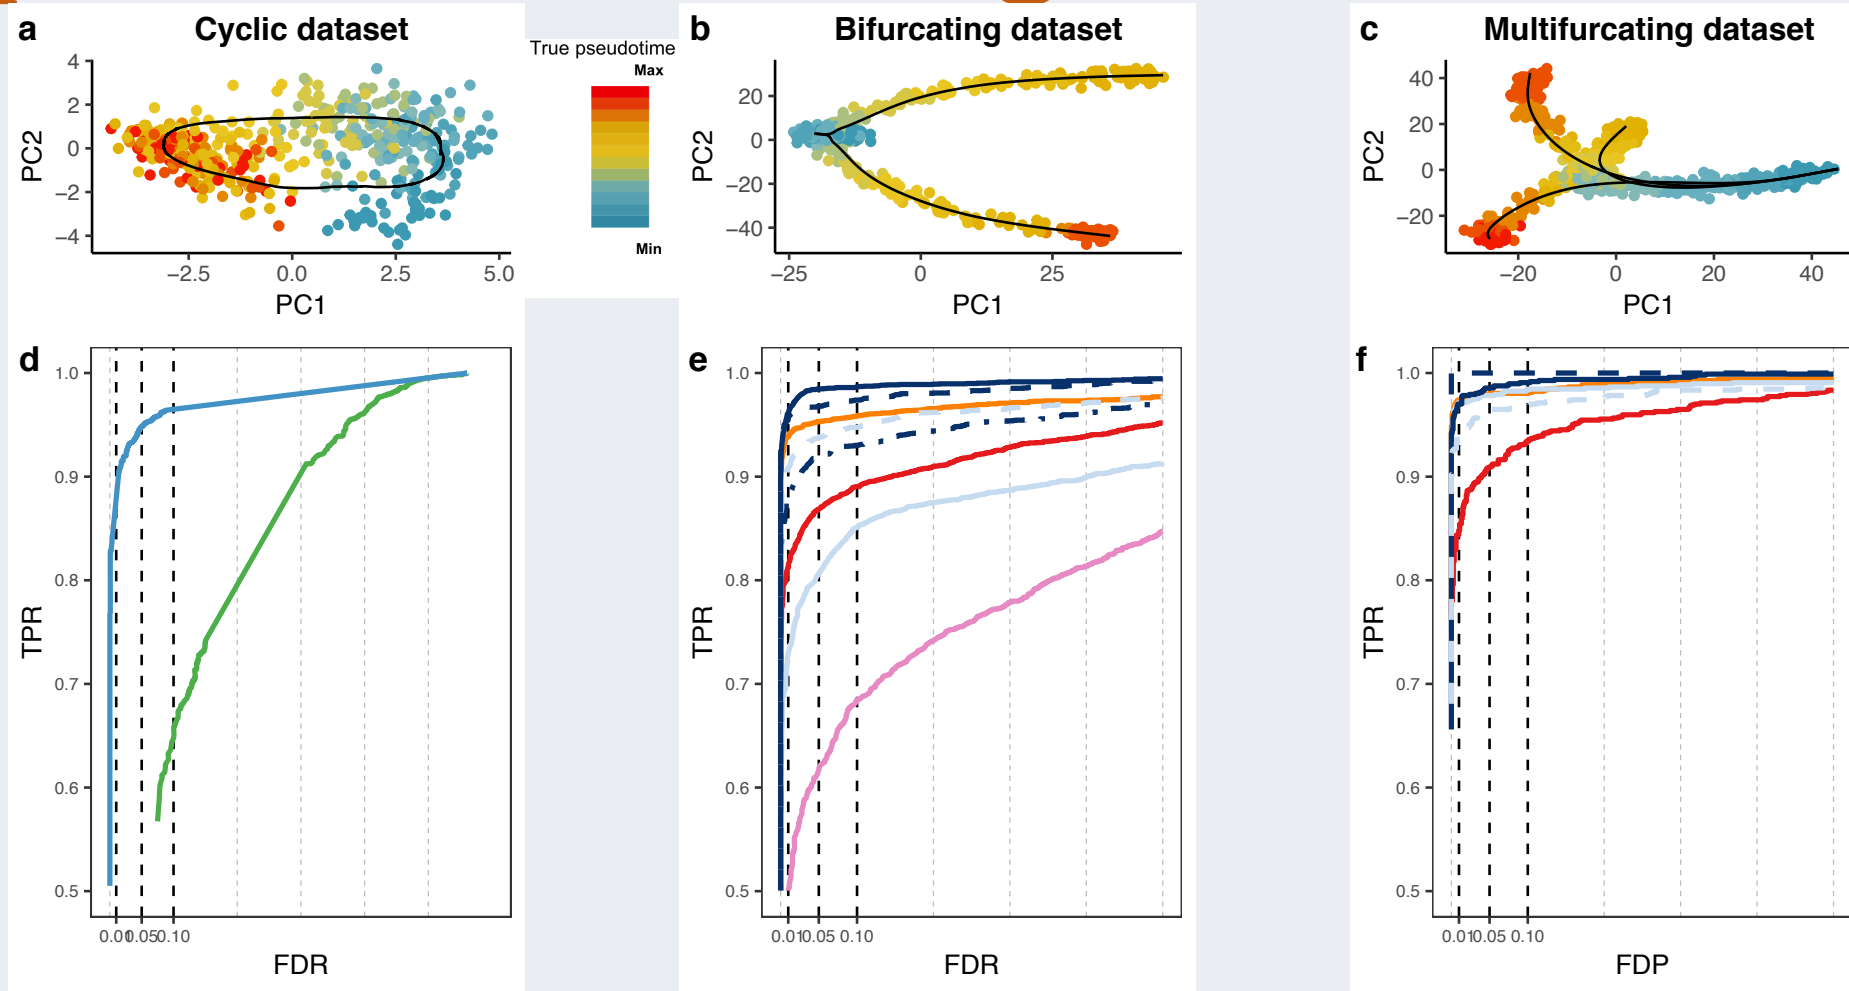 a Cyclic dataset
4
2
0
−2
−4
PC2
−2.5 0.0 2.5 5.0
PC1
True pseudotime
Max
Min
b Bifurcating dataset
20
0
−20
−40
PC2
−25 0 25
PC1
c Multifurcating dataset
40
20
0
−20
PC2
−20 0 20 40
PC1
d
1.0
0.9
0.8
0.7
0.6
0.5
TPR
0.01 0.05 0.10
FDR
e
1.0
0.9
0.8
0.7
0.6
0.5
TPR
0.01 0.05 0.10
FDR
f
1.0
0.9
0.8
0.7
0.6
0.5
TPR
0.01 0.05 0.10
FDP